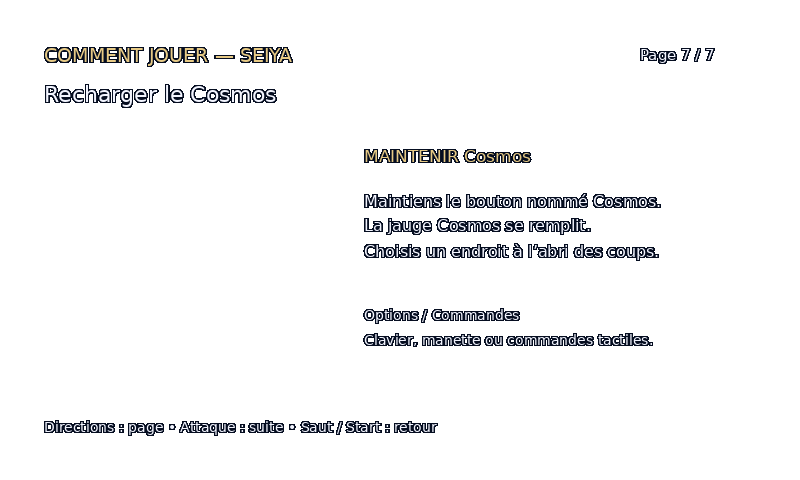 COMMENT JOUER — SEIYA
Page 7 / 7
Recharger le Cosmos
MAINTENIR Cosmos
Maintiens le bouton nommé Cosmos.
La jauge Cosmos se remplit.
Choisis un endroit à l'abri des coups.
Options / Commandes
Clavier, manette ou commandes tactiles.
Directions : page • Attaque : suite • Saut / Start : retour